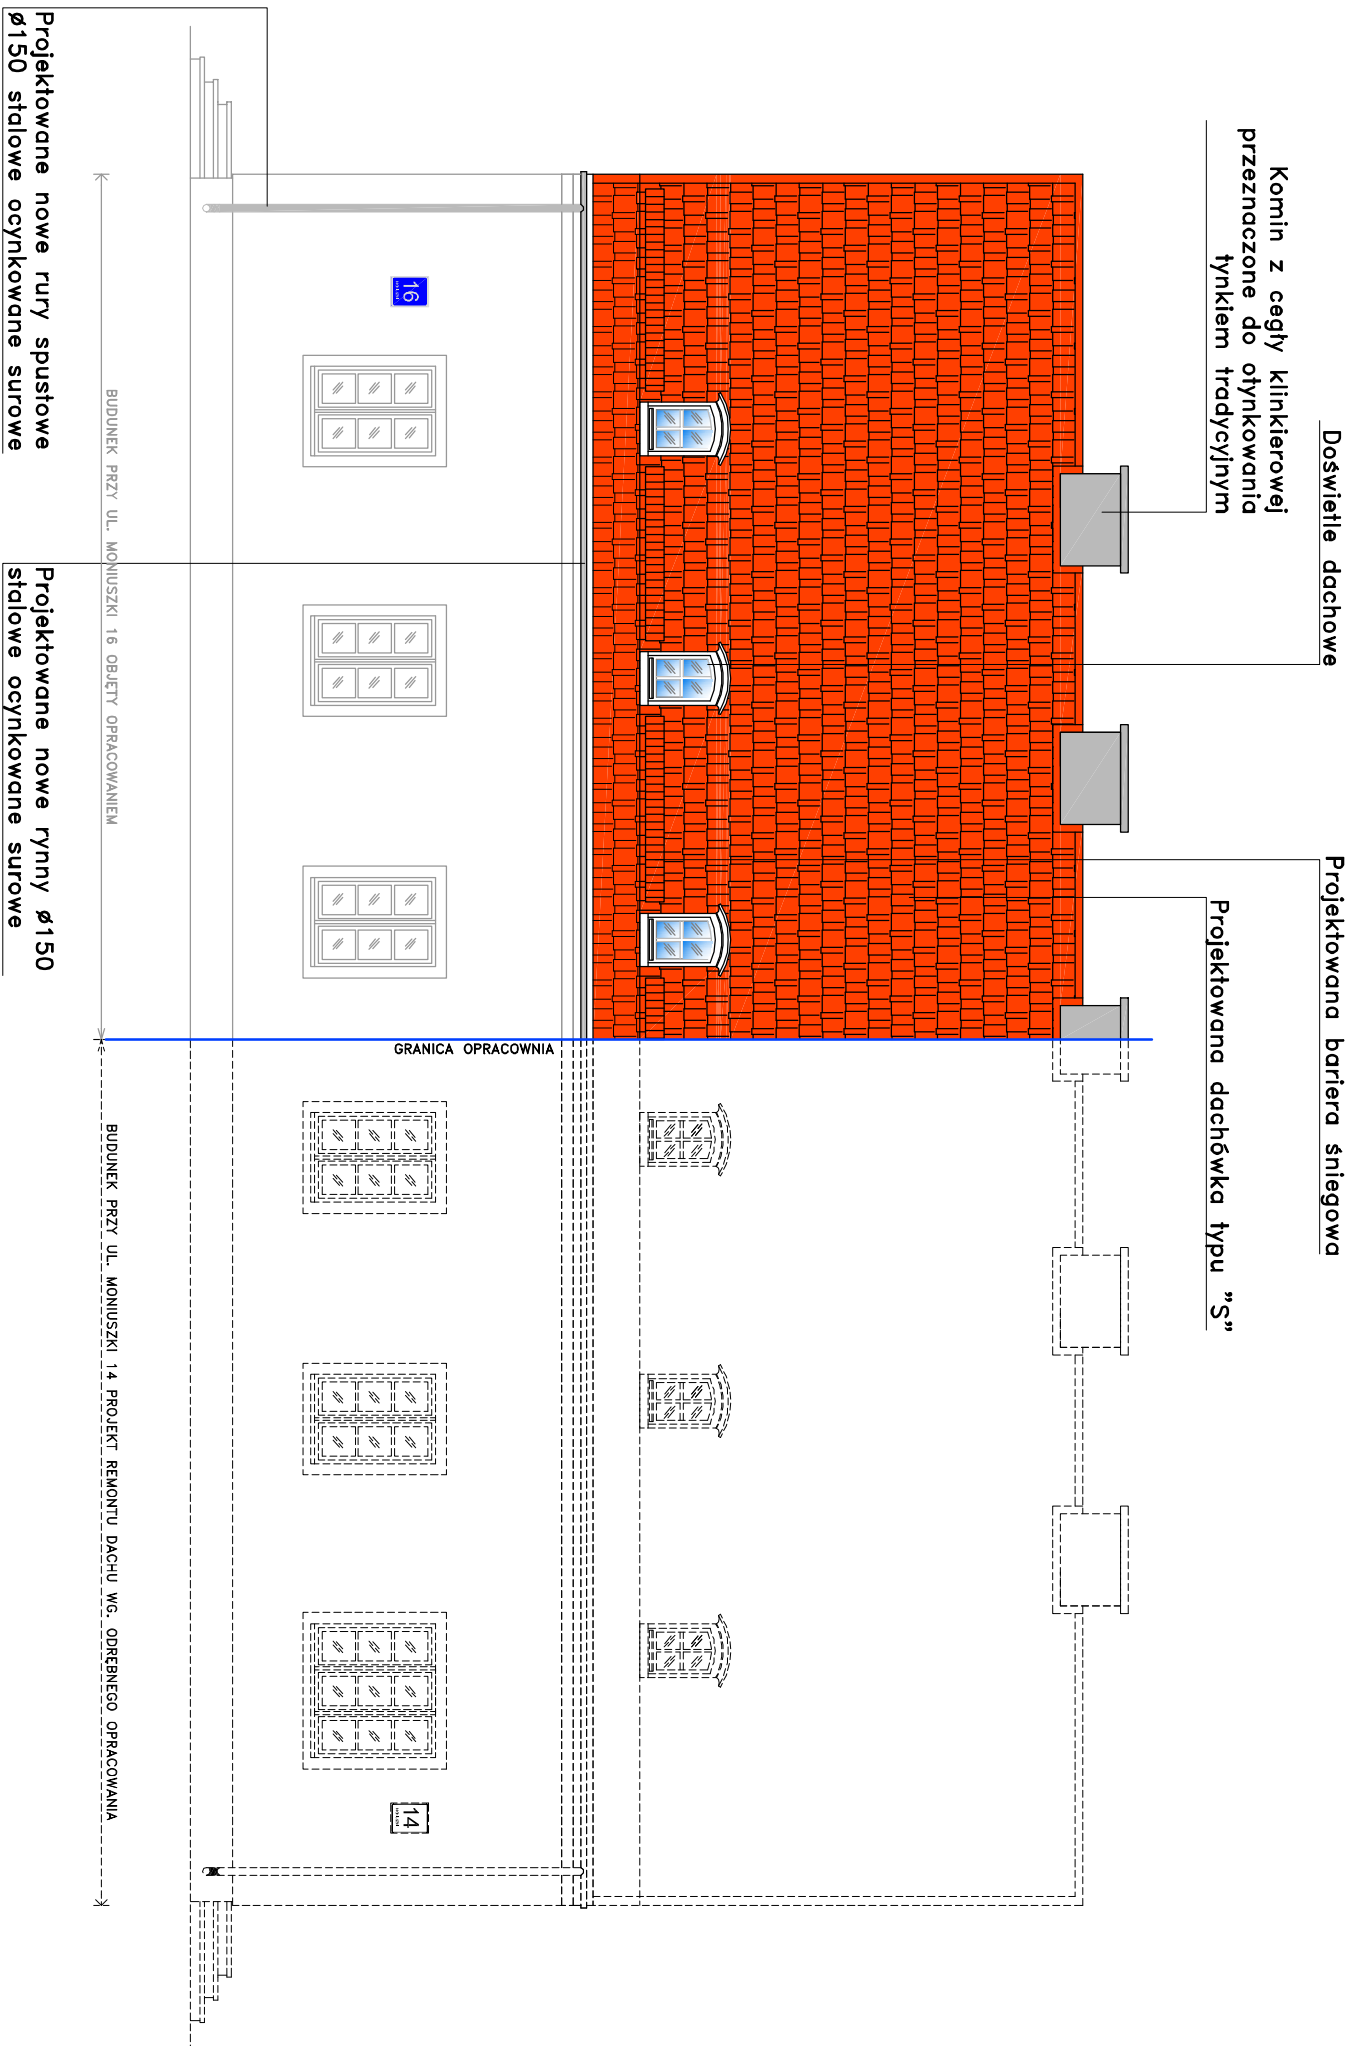 Doświetle dachowe
Projektowana bariera śniegowa
Komin z cegły klinkierowej
przeznaczone do otynkowania
tynkiem tradycyjnym
Projektowana dachówka typu "S"
16
GRANICA OPRACOWNIA
14
BUDUNEK PRZY UL. MONIUSZKI 16 OBJĘTY OPRACOWANIEM
BUDUNEK PRZY UL. MONIUSZKI 14 PROJEKT REMONTU DACHU WG. ODRĘBNEGO OPRACOWANIA
Projektowane nowe rury spustowe
ø150 stalowe ocynkowane surowe
Projektowane nowe rynny ø150
stalowe ocynkowane surowe